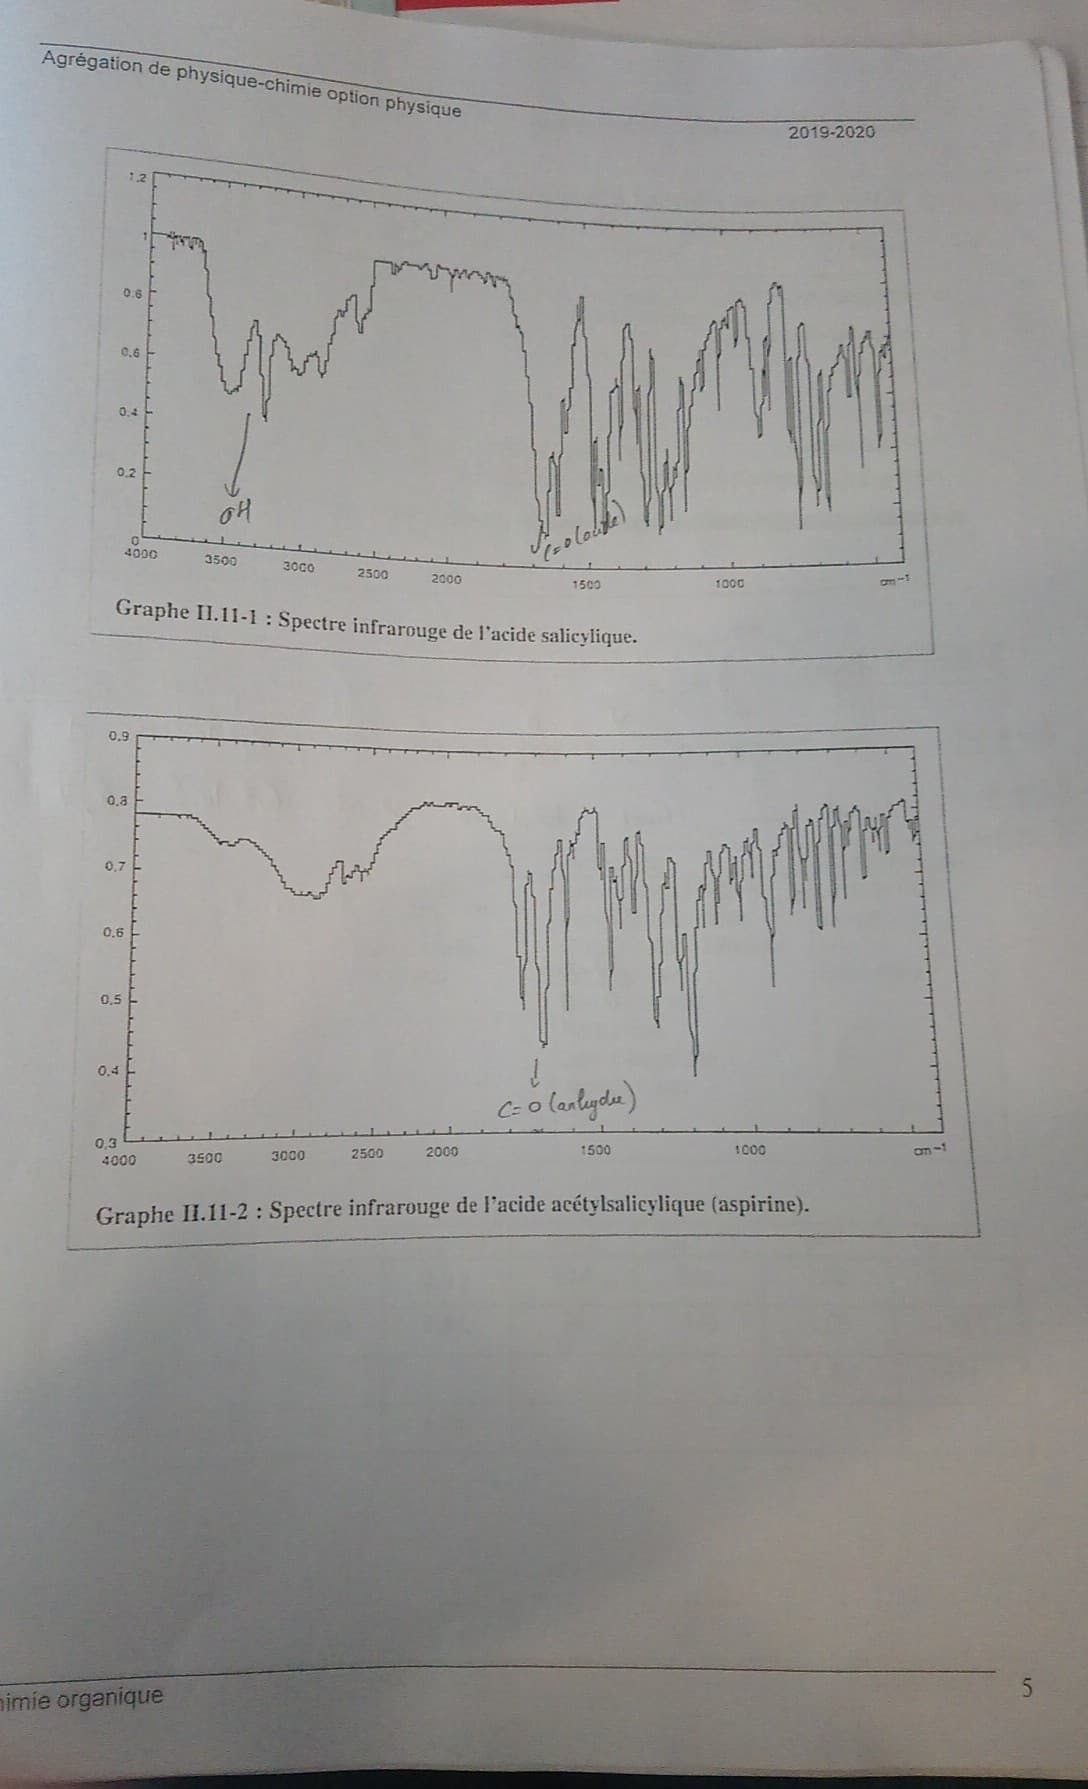 Agrégation de physique-chimie option physique
2019-2020
1.2
1
0.6
0.6
0.4
0.2
0
4000 3500 3000 2500 2000 1500 1000 cm-1
OH
C=O
Graphe II.11-1 : Spectre infrarouge de l'acide salicylique.
0.9
0.8
0.7
0.6
0.5
0.4
0.3
4000 3500 3000 2500 2000 1500 1000 cm-1
C=O (anhydre)
Graphe II.11-2 : Spectre infrarouge de l'acide acétylsalicylique (aspirine).
imie organique
5